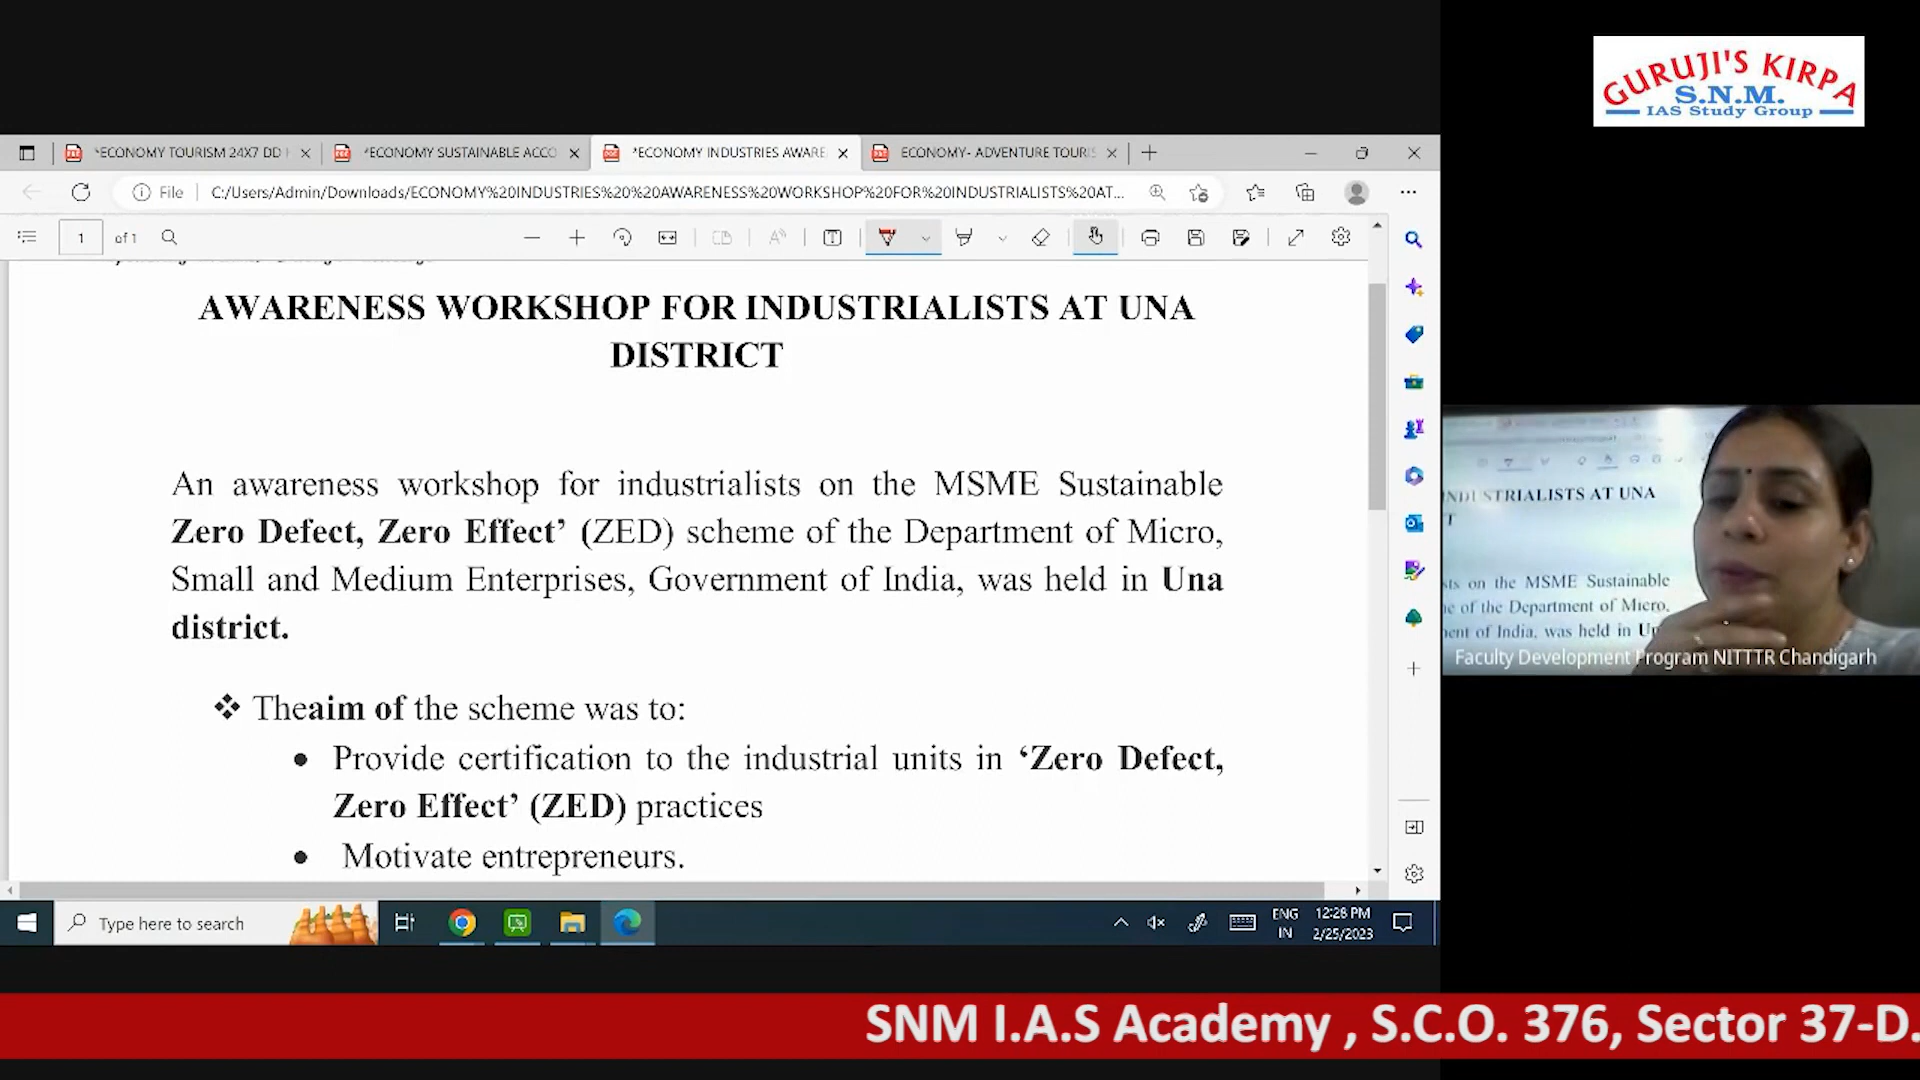 GURUJI'S KIRPA
S.N.M.
IAS Study Group
*ECONOMY TOURISM 24X7 DD
*ECONOMY SUSTAINABLE ACCO
*ECONOMY INDUSTRIES AWARE
ECONOMY- ADVENTURE TOURIS
File
C:/Users/Admin/Downloads/ECONOMY%20INDUSTRIES%20%20AWARENESS%20WORKSHOP%20FOR%20INDUSTRIALISTS%20AT...
1 of 1
AWARENESS WORKSHOP FOR INDUSTRIALISTS AT UNA
DISTRICT
An awareness workshop for industrialists on the MSME Sustainable
Zero Defect, Zero Effect’ (ZED) scheme of the Department of Micro,
Small and Medium Enterprises, Government of India, was held in Una
district.
❖ Theaim of the scheme was to:
• Provide certification to the industrial units in ‘Zero Defect,
Zero Effect’ (ZED) practices
• Motivate entrepreneurs.
INDUSTRIALISTS AT UNA
on the MSME Sustainable
of the Department of Micro,
of India, was held in
Faculty Development Program NITTTR Chandigarh
Type here to search
ENG
IN
12:28 PM
2/25/2023
SNM I.A.S Academy , S.C.O. 376, Sector 37-D.